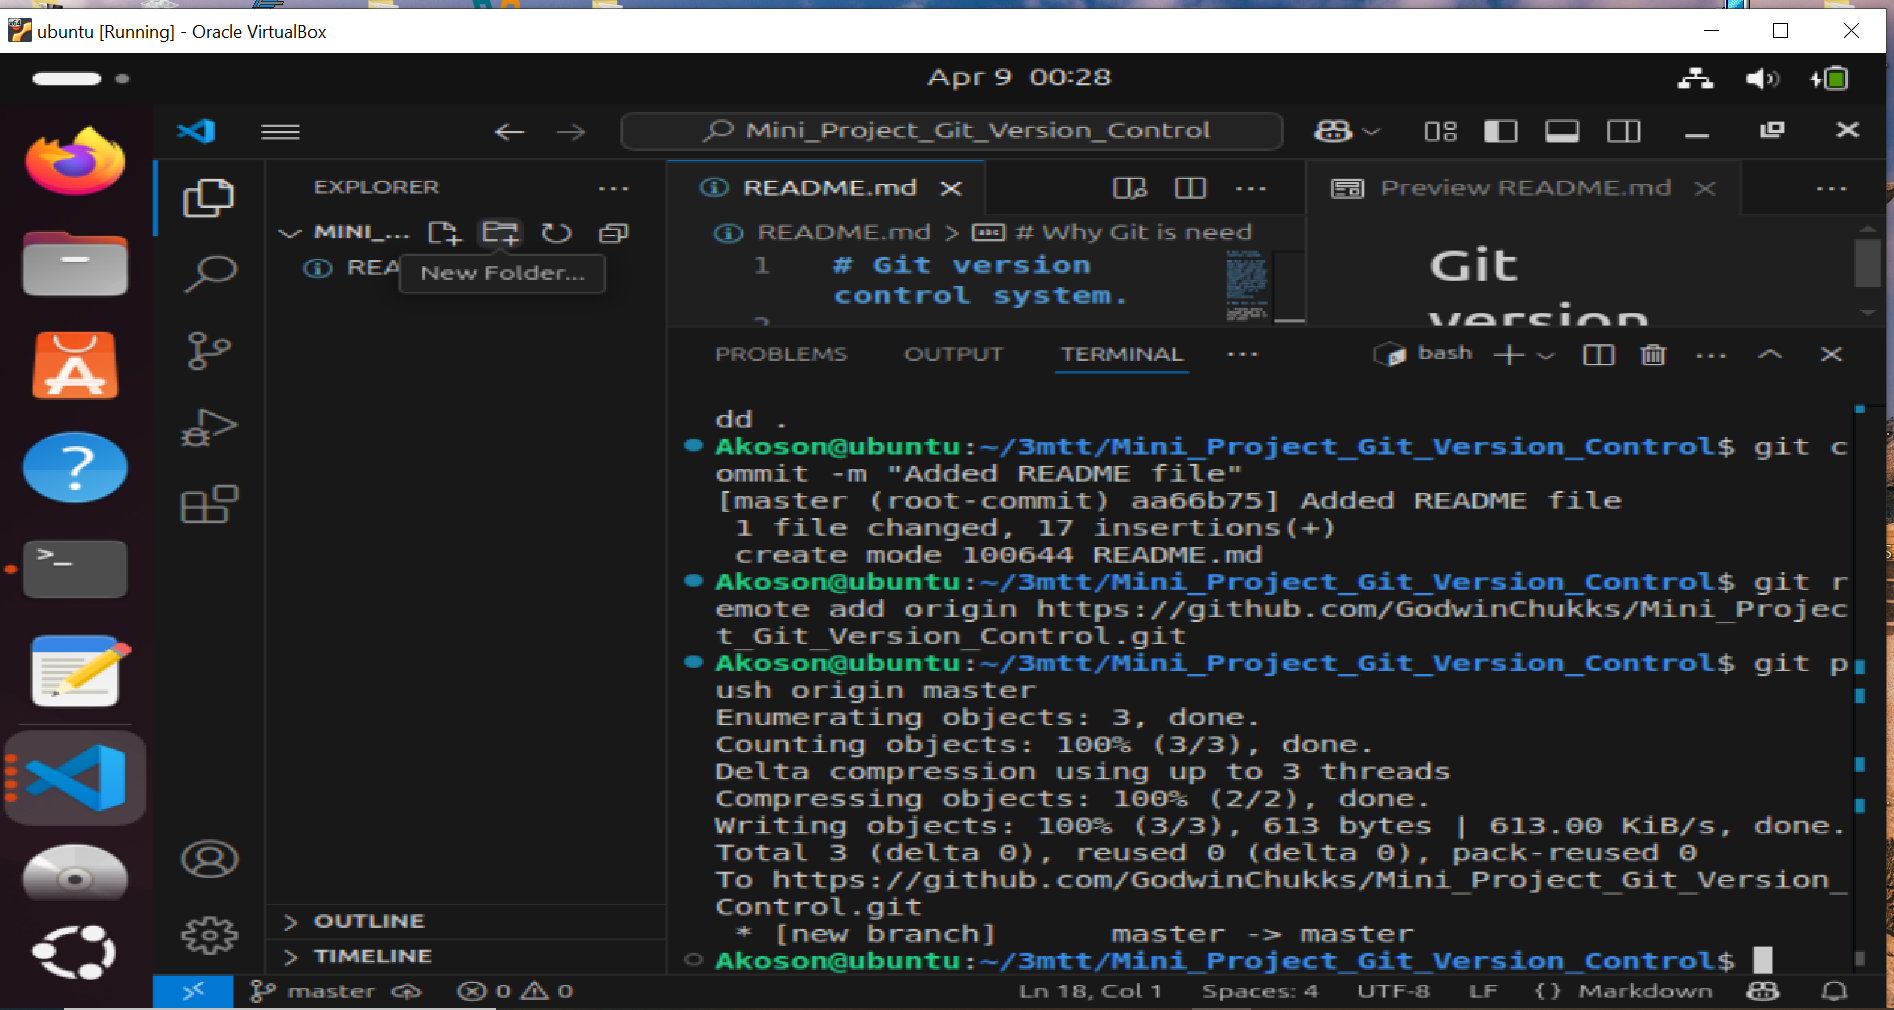 ubuntu [Running] - Oracle VirtualBox
Apr 9 00:28
Mini_Project_Git_Version_Control
EXPLORER
MINI_...
REA
New Folder...
README.md
README.md > # Why Git is need
1 # Git version
control system.
2
Preview README.md
Git
version
PROBLEMS OUTPUT TERMINAL ... bash
dd .
Akoson@ubuntu:~/3mtt/Mini_Project_Git_Version_Control$ git c
ommit -m "Added README file"
[master (root-commit) aa66b75] Added README file
1 file changed, 17 insertions(+)
create mode 100644 README.md
Akoson@ubuntu:~/3mtt/Mini_Project_Git_Version_Control$ git r
emote add origin https://github.com/GodwinChukks/Mini_Projec
t_Git_Version_Control.git
Akoson@ubuntu:~/3mtt/Mini_Project_Git_Version_Control$ git p
ush origin master
Enumerating objects: 3, done.
Counting objects: 100% (3/3), done.
Delta compression using up to 3 threads
Compressing objects: 100% (2/2), done.
Writing objects: 100% (3/3), 613 bytes | 613.00 KiB/s, done.
Total 3 (delta 0), reused 0 (delta 0), pack-reused 0
To https://github.com/GodwinChukks/Mini_Project_Git_Version_
Control.git
* [new branch] master -> master
Akoson@ubuntu:~/3mtt/Mini_Project_Git_Version_Control$
OUTLINE
TIMELINE
master 0 0 Ln 18, Col 1 Spaces: 4 UTF-8 LF {} Markdown